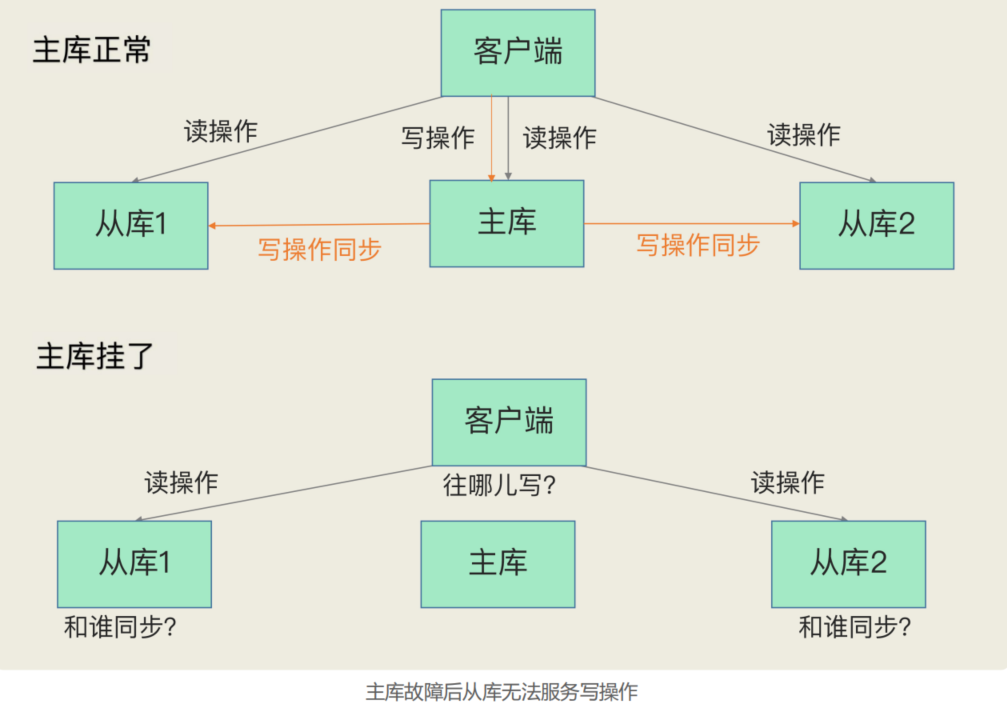 主库正常
客户端
读操作
写操作
读操作
读操作
从库1
主库
从库2
写操作同步
写操作同步
主库挂了
客户端
读操作
往哪儿写?
读操作
从库1
主库
从库2
和谁同步?
和谁同步?
主库故障后从库无法服务写操作